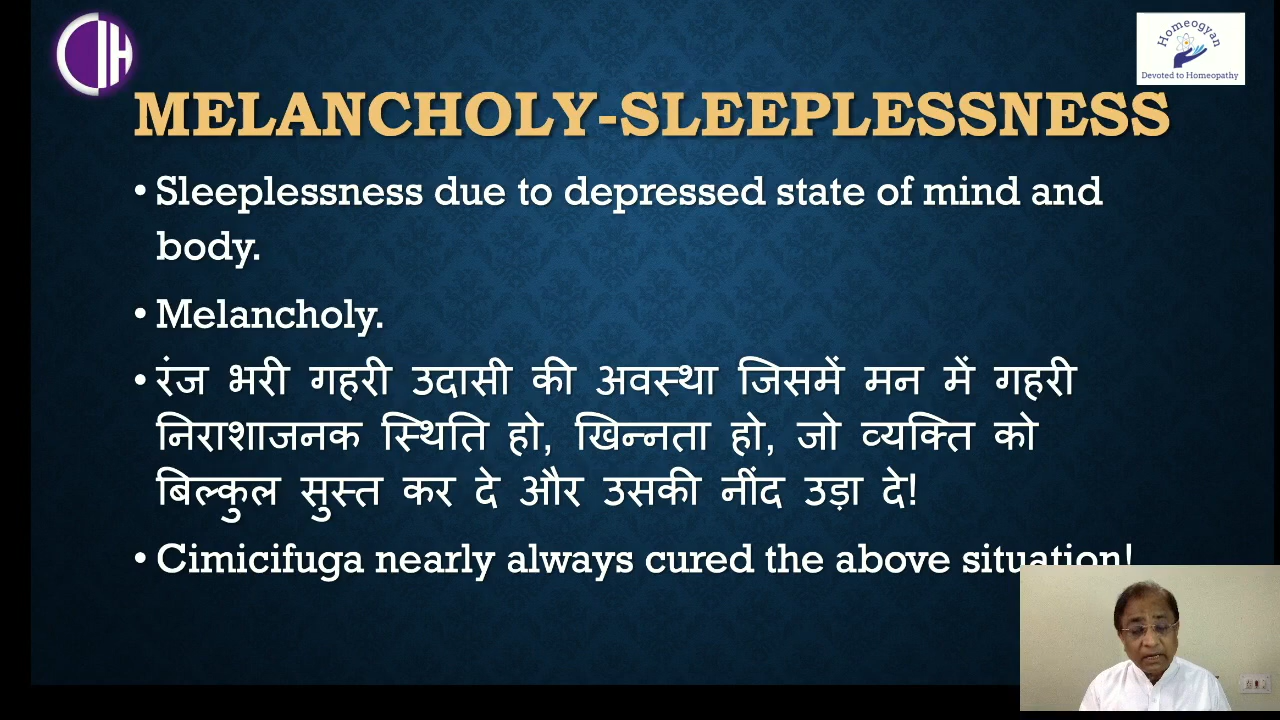 Homeogyan
Devoted to Homeopathy
MELANCHOLY-SLEEPLESSNESS
• Sleeplessness due to depressed state of mind and
body.
• Melancholy.
• रंज भरी गहरी उदासी की अवस्था जिसमें मन में गहरी
निराशाजनक स्थिति हो, खिन्नता हो, जो व्यक्ति को
बिल्कुल सुस्त कर दे और उसकी नींद उड़ा दे!
• Cimicifuga nearly always cured the above situation!